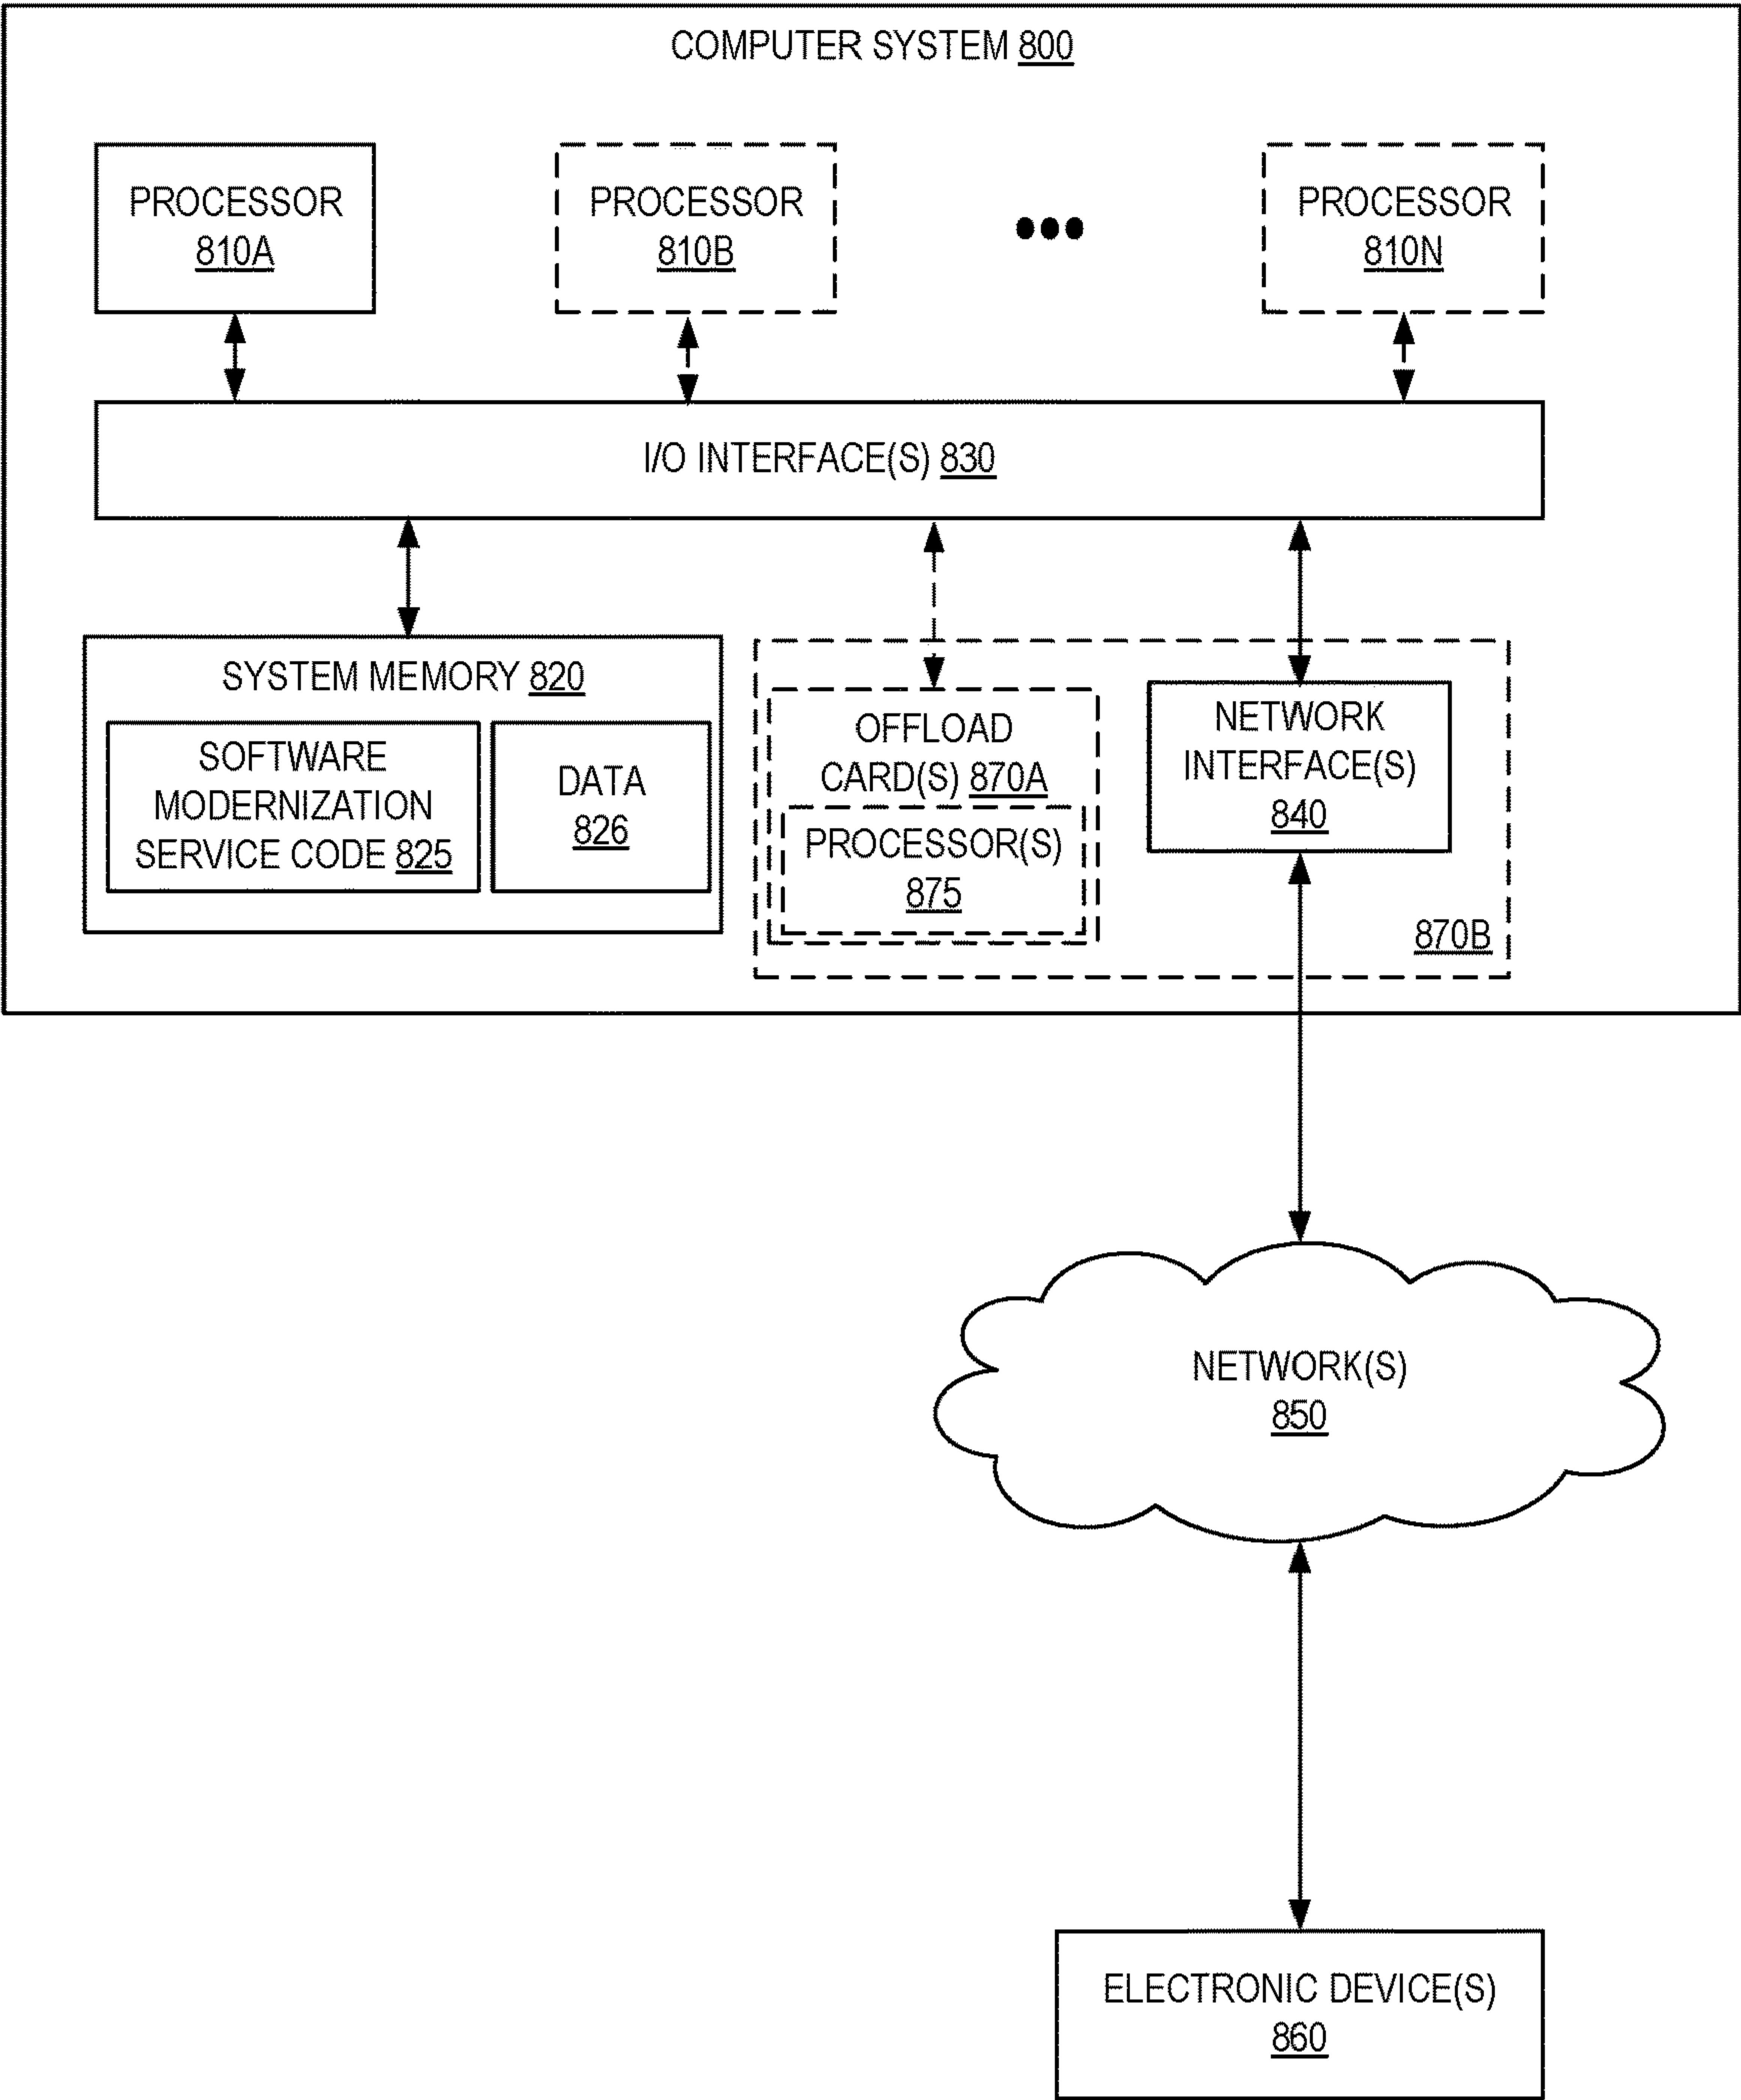 COMPUTER SYSTEM 800
PROCESSOR
810A
PROCESSOR
810B
PROCESSOR
810N
I/O INTERFACE(S) 830
SYSTEM MEMORY 820
SOFTWARE
MODERNIZATION
SERVICE CODE 825
DATA
826
OFFLOAD
CARD(S) 870A
PROCESSOR(S)
875
NETWORK
INTERFACE(S)
840
870B
NETWORK(S)
850
ELECTRONIC DEVICE(S)
860